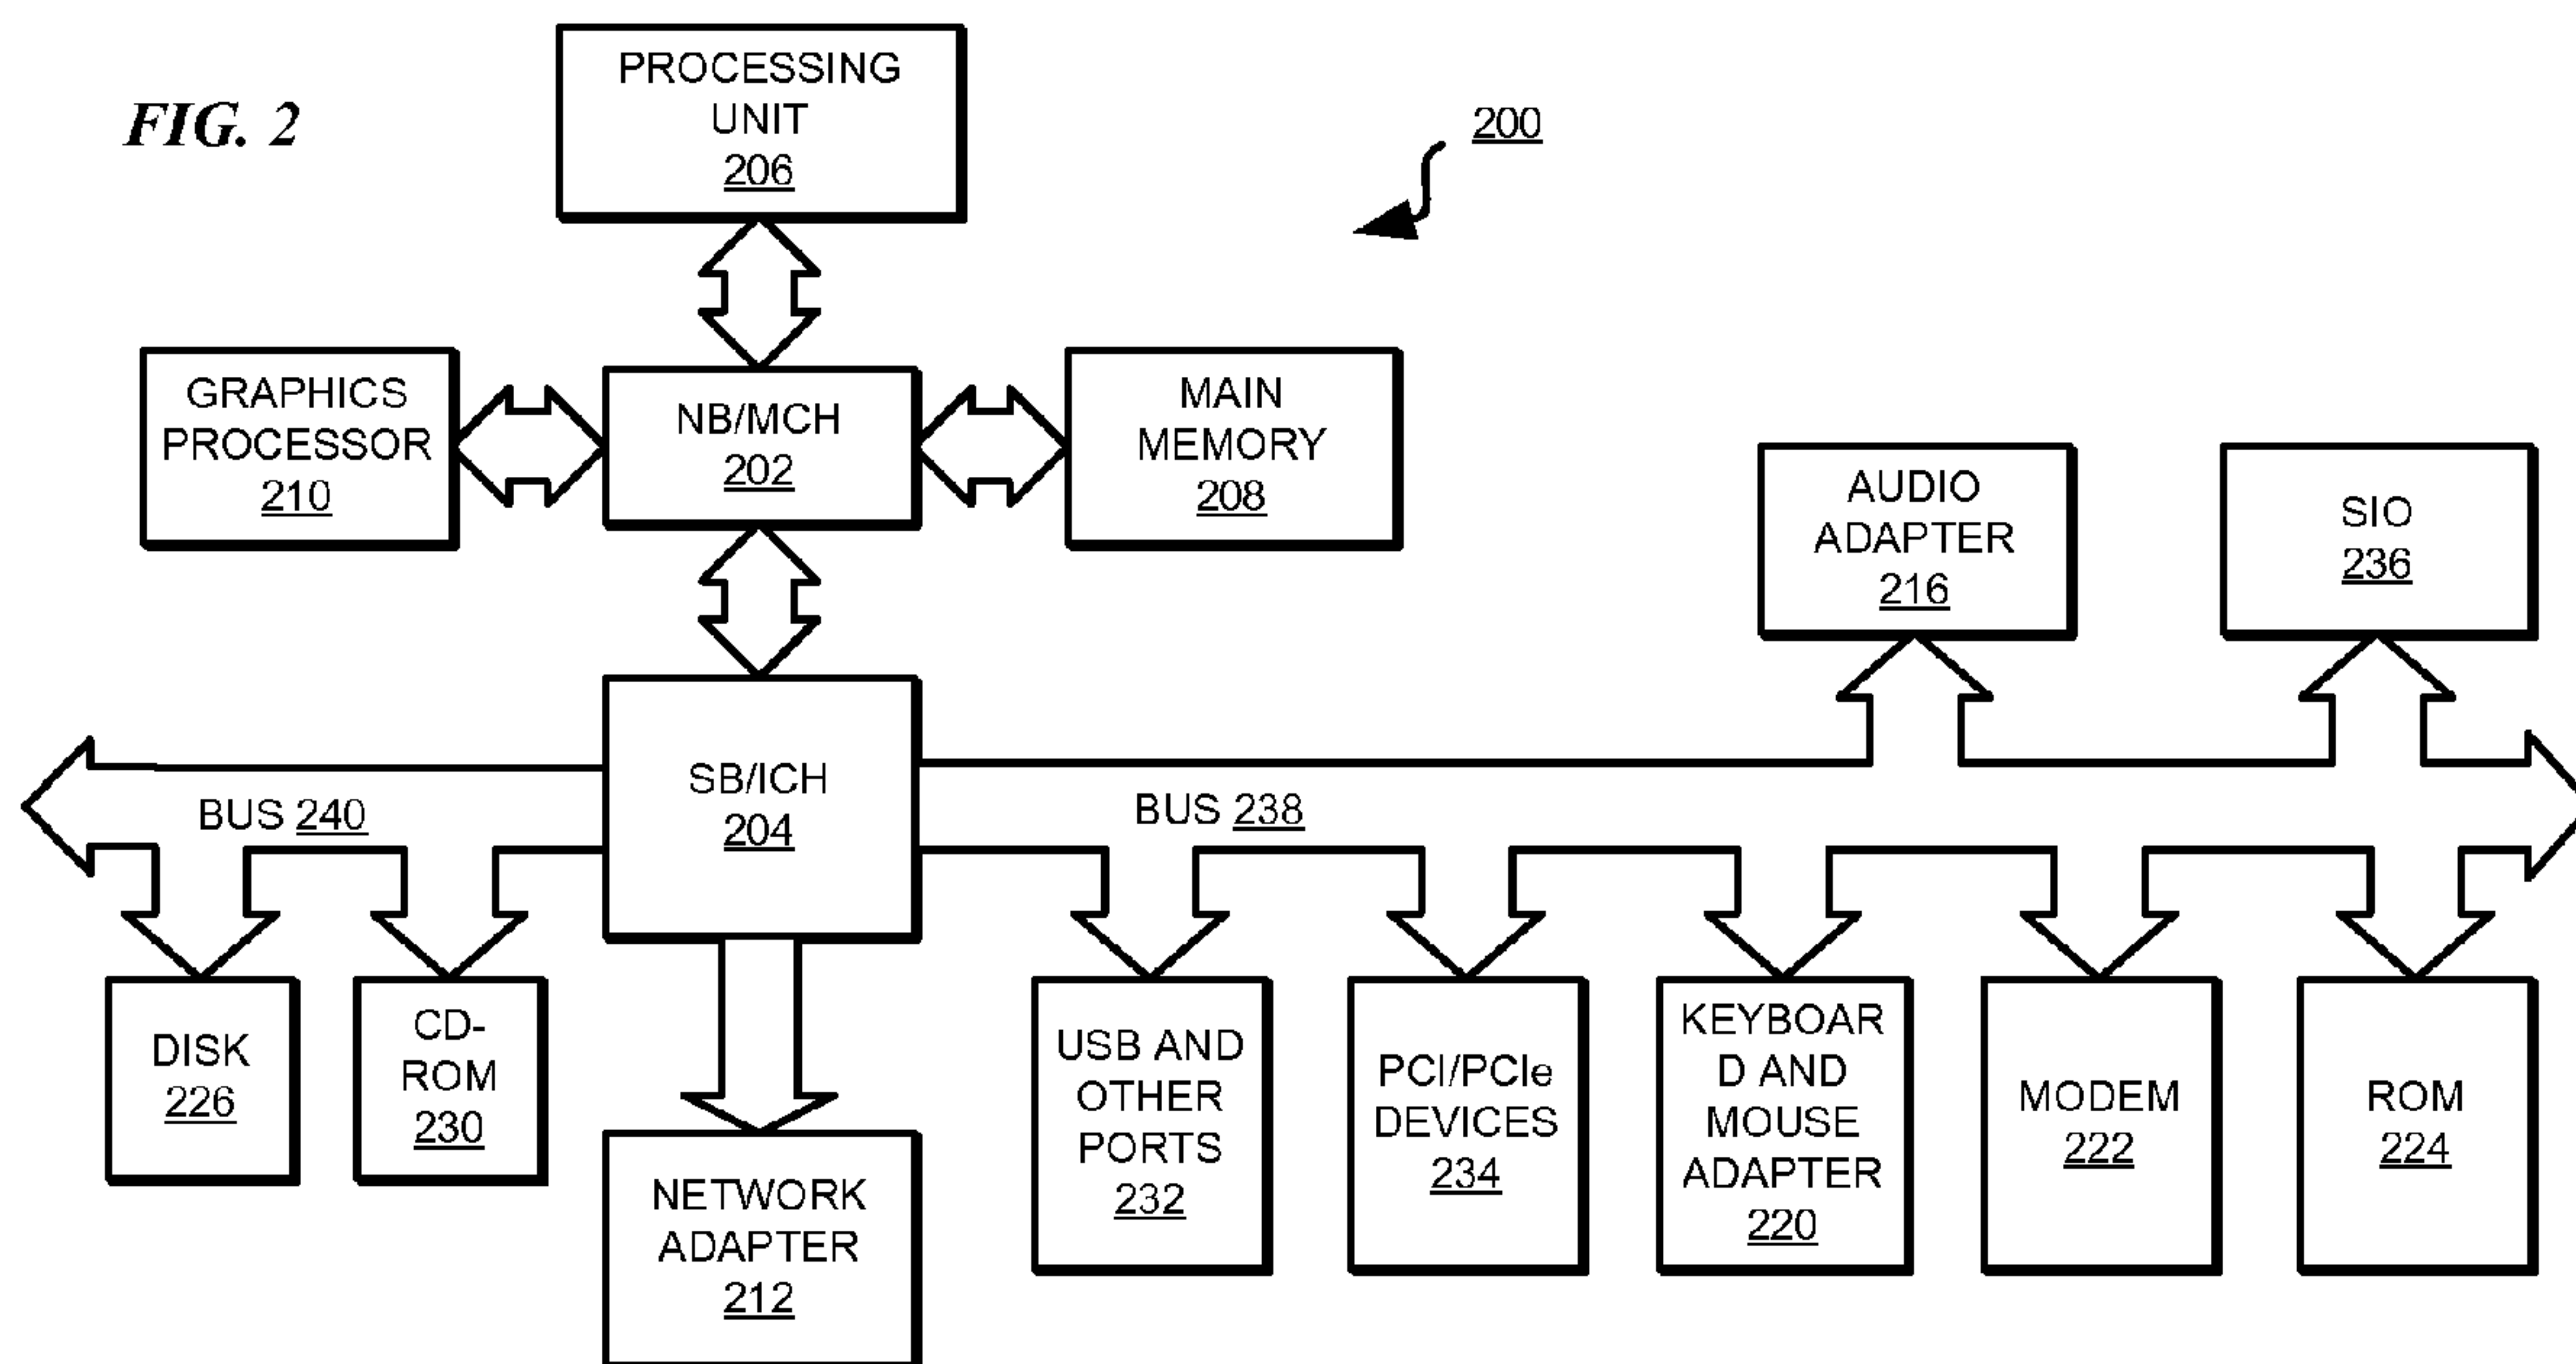 FIG. 2
PROCESSING
UNIT
206
200
GRAPHICS
PROCESSOR
210
NB/MCH
202
MAIN
MEMORY
208
AUDIO
ADAPTER
216
SIO
236
SB/ICH
204
BUS 240
BUS 238
DISK
226
CD-
ROM
230
NETWORK
ADAPTER
212
USB AND
OTHER
PORTS
232
PCI/PCIe
DEVICES
234
KEYBOAR
D AND
MOUSE
ADAPTER
220
MODEM
222
ROM
224